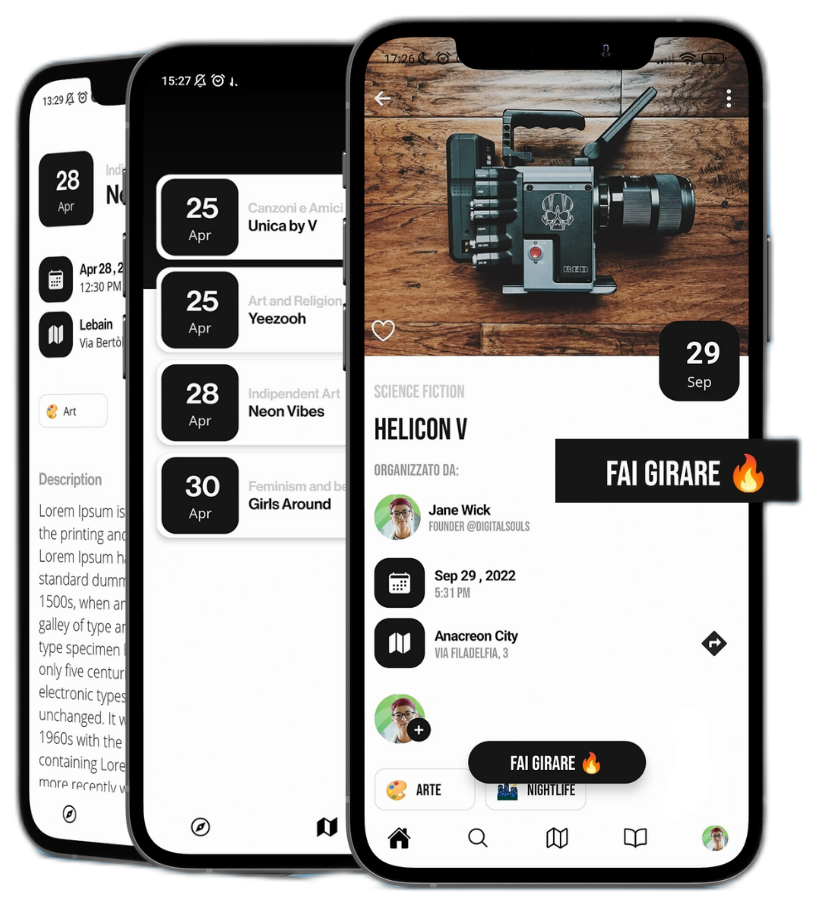 13:29
28
Apr
Apr 28, 2
12:30 PM
Lebain
Via Bertòl
Art
Description
Lorem Ipsum is
the printing and
Lorem Ipsum ha
standard dumm
1500s, when an
galley of type an
type specimen
only five centuri
electronic types
unchanged. It w
1960s with the
containing Lore
more recently w
15:27
25
Apr
Canzoni e Amici
Unica by V
25
Apr
Art and Religion,
Yeezooh
28
Apr
Indipendent Art
Neon Vibes
30
Apr
Feminism and be
Girls Around
17:26
RED
29
Sep
SCIENCE FICTION
HELICON V
FAI GIRARE 🔥
ORGANIZZATO DA:
Jane Wick
FOUNDER @DIGITALSOULS
Sep 29 , 2022
5:31 PM
Anacreon City
VIA FILADELFIA, 3
FAI GIRARE 🔥
ARTE
NIGHTLIFE